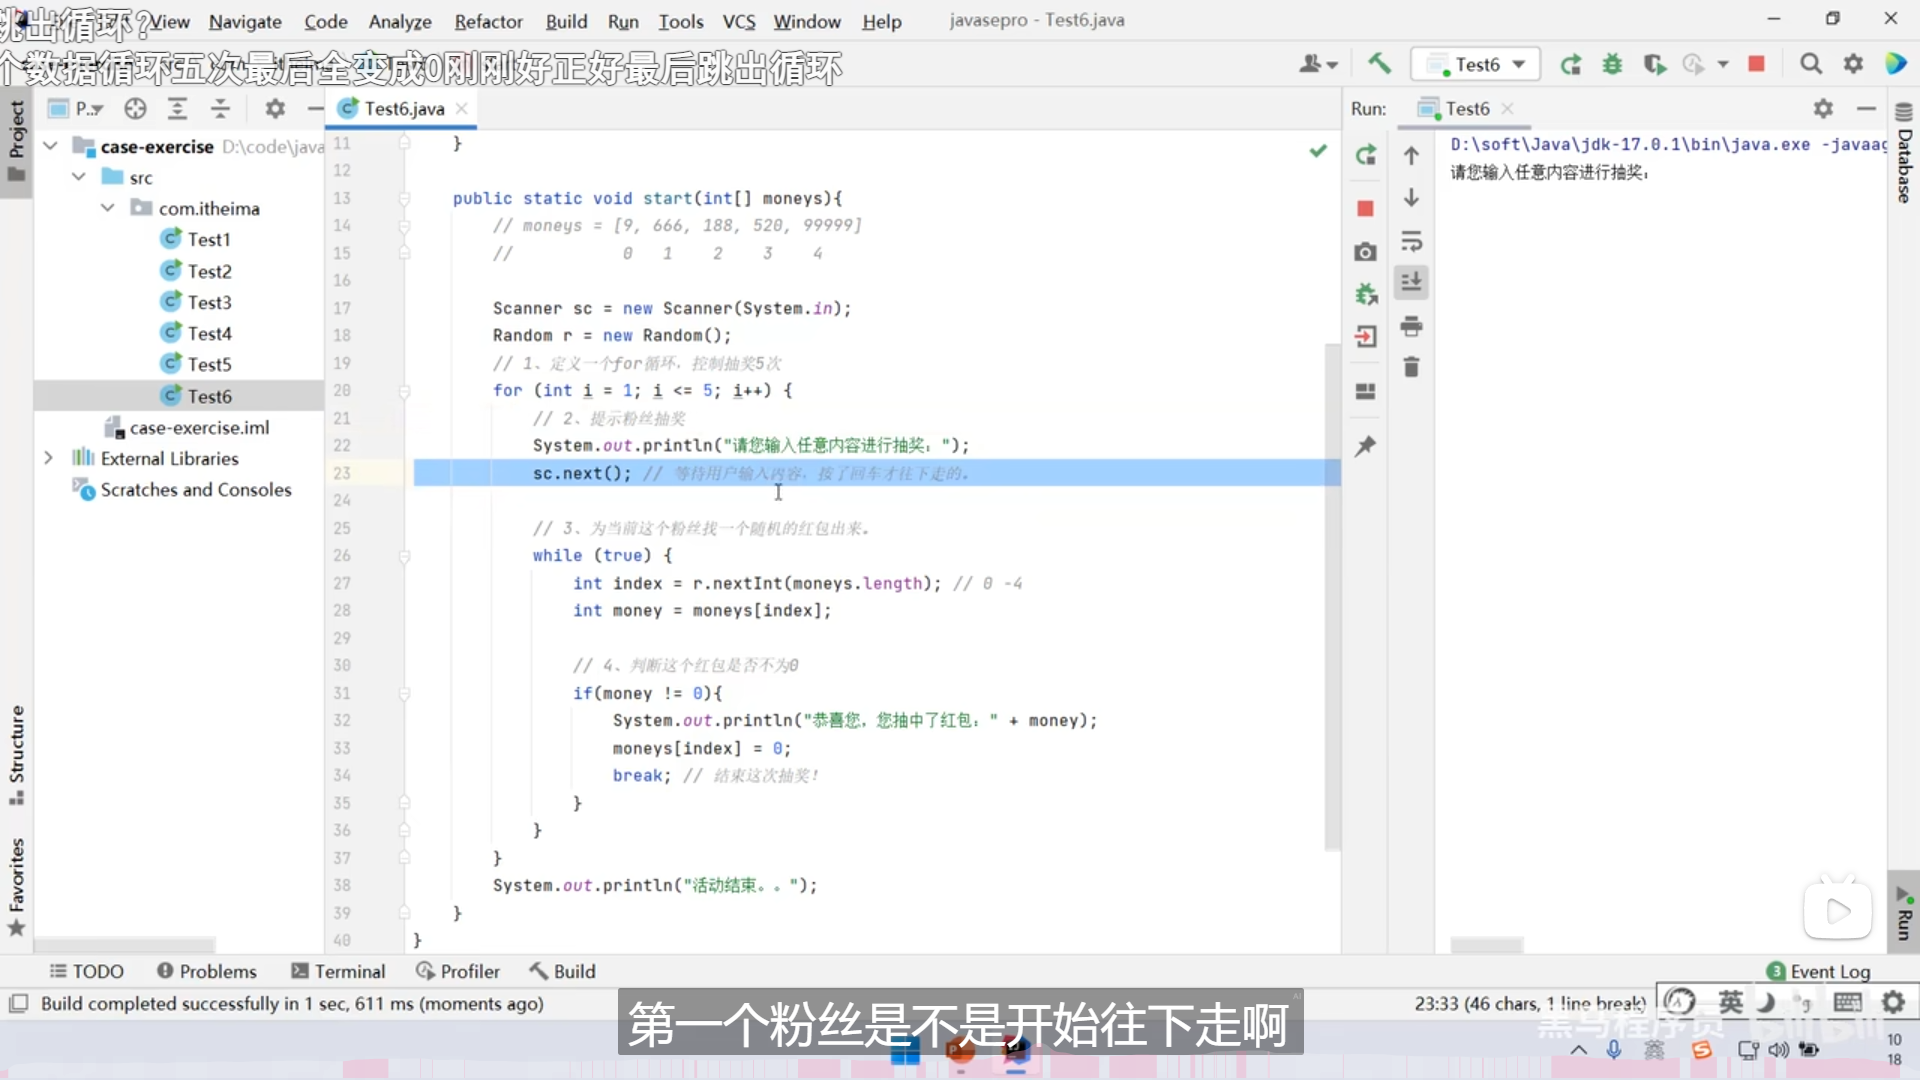 跳出循环？
View Navigate Code Analyze Refactor Build Run Tools VCS Window Help javasepro - Test6.java
个数据循环五次最后全变成0刚刚好正好最后跳出循环
Test6
Project
P..
Test6.java
Run: Test6
Database
case-exercise D:\code\java
src
com.itheima
Test1
Test2
Test3
Test4
Test5
Test6
case-exercise.iml
External Libraries
Scratches and Consoles
11 }
12
13 public static void start(int[] moneys){
14 // moneys = [9, 666, 188, 520, 99999]
15 // 0 1 2 3 4
16
17 Scanner sc = new Scanner(System.in);
18 Random r = new Random();
19 // 1、定义一个for循环，控制抽奖5次
20 for (int i = 1; i <= 5; i++) {
21 // 2、提示粉丝抽奖
22 System.out.println("请您输入任意内容进行抽奖：");
23 sc.next(); // 等待用户输入内容，按了回车才往下走的。
24
25 // 3、为当前这个粉丝找一个随机的红包出来。
26 while (true) {
27 int index = r.nextInt(moneys.length); // 0 -4
28 int money = moneys[index];
29
30 // 4、判断这个红包是否不为0
31 if(money != 0){
32 System.out.println("恭喜您，您抽中了红包：" + money);
33 moneys[index] = 0;
34 break; // 结束这次抽奖！
35 }
36 }
37 }
38 System.out.println("活动结束。。");
39 }
40 }
D:\soft\Java\jdk-17.0.1\bin\java.exe -javaag
请您输入任意内容进行抽奖：
Structure
Favorites
Run
TODO Problems Terminal Profiler Build
3 Event Log
Build completed successfully in 1 sec, 611 ms (moments ago)
23:33 (46 chars, 1 line break)
英
第一个粉丝是不是开始往下走啊
黑马程序员
10
18